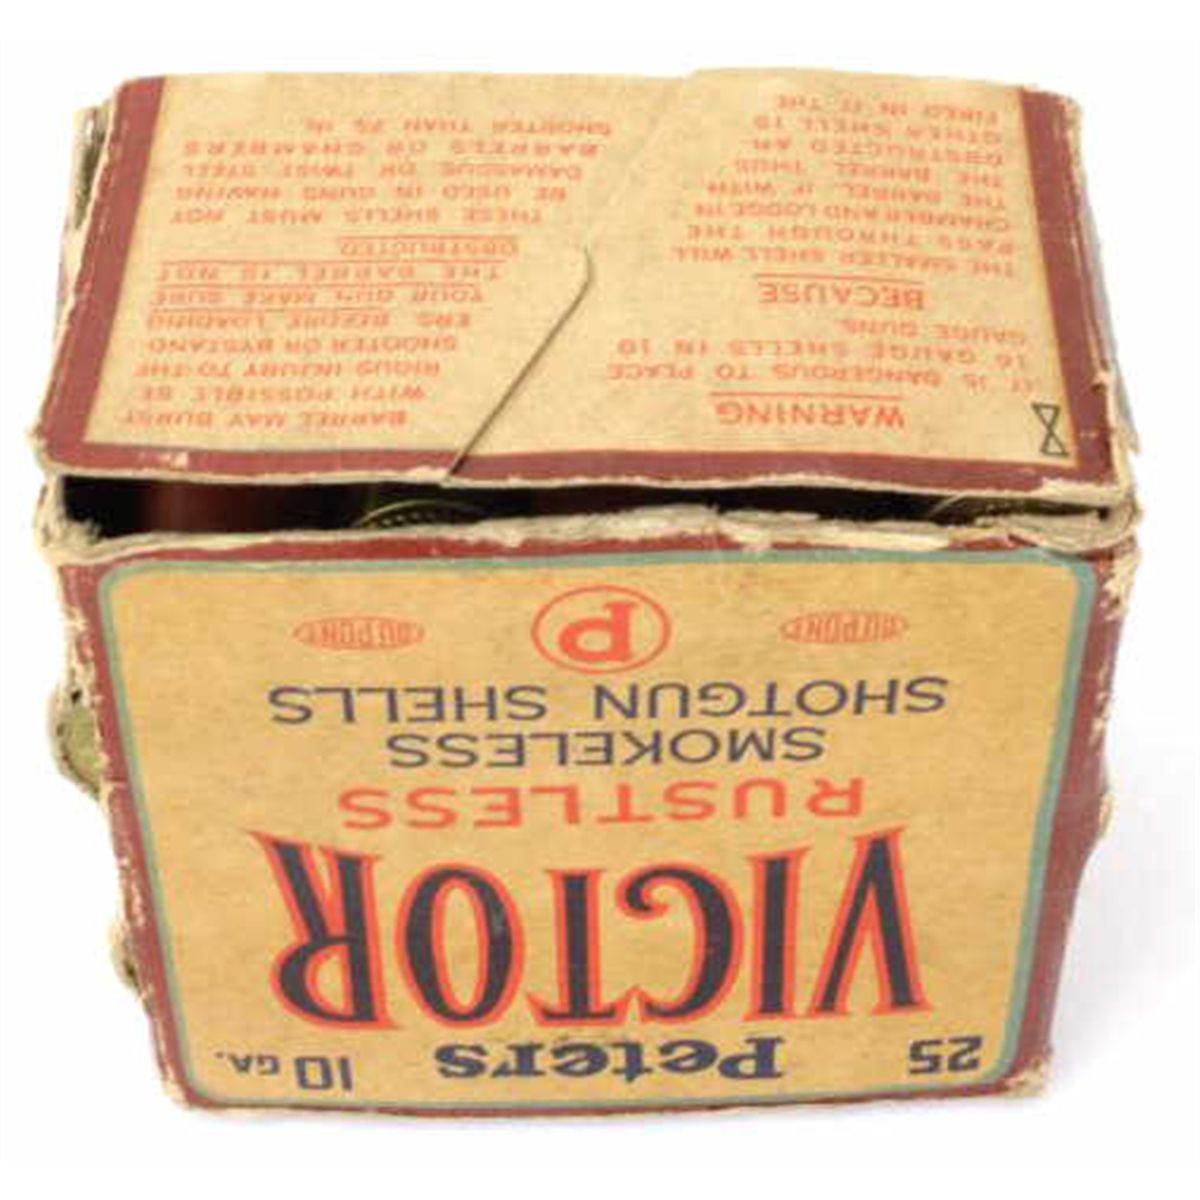 25 Peters 10 GA.
VICTOR
RUSTLESS
SMOKELESS
SHOTGUN SHELLS
DU PONT P DU PONT
WARNING
IT IS DANGEROUS TO PLACE
16 GAUGE SHELLS IN 10
GAUGE GUNS
BECAUSE
THE SMALLER SHELL WILL
PASS THROUGH THE
CHAMBER AND LODGE IN
THE BARREL. IF WITH
THE BARREL THUS
OBSTRUCTED AN-
OTHER SHELL IS
FIRED IN IT THE
BARREL MAY BURST
WITH POSSIBLE SE
RIOUS INJURY TO THE
SHOOTER OR BYSTAND
ERS. BEFORE LOADING
YOUR GUN MAKE SURE
THE BARREL IS NOT
OBSTRUCTED
THESE SHELLS MUST NOT
BE USED IN GUNS HAVING
DAMASCUS OR TWIST STEEL
BARRELS OR CHAMBERS
SHORTER THAN 2⅞ IN.